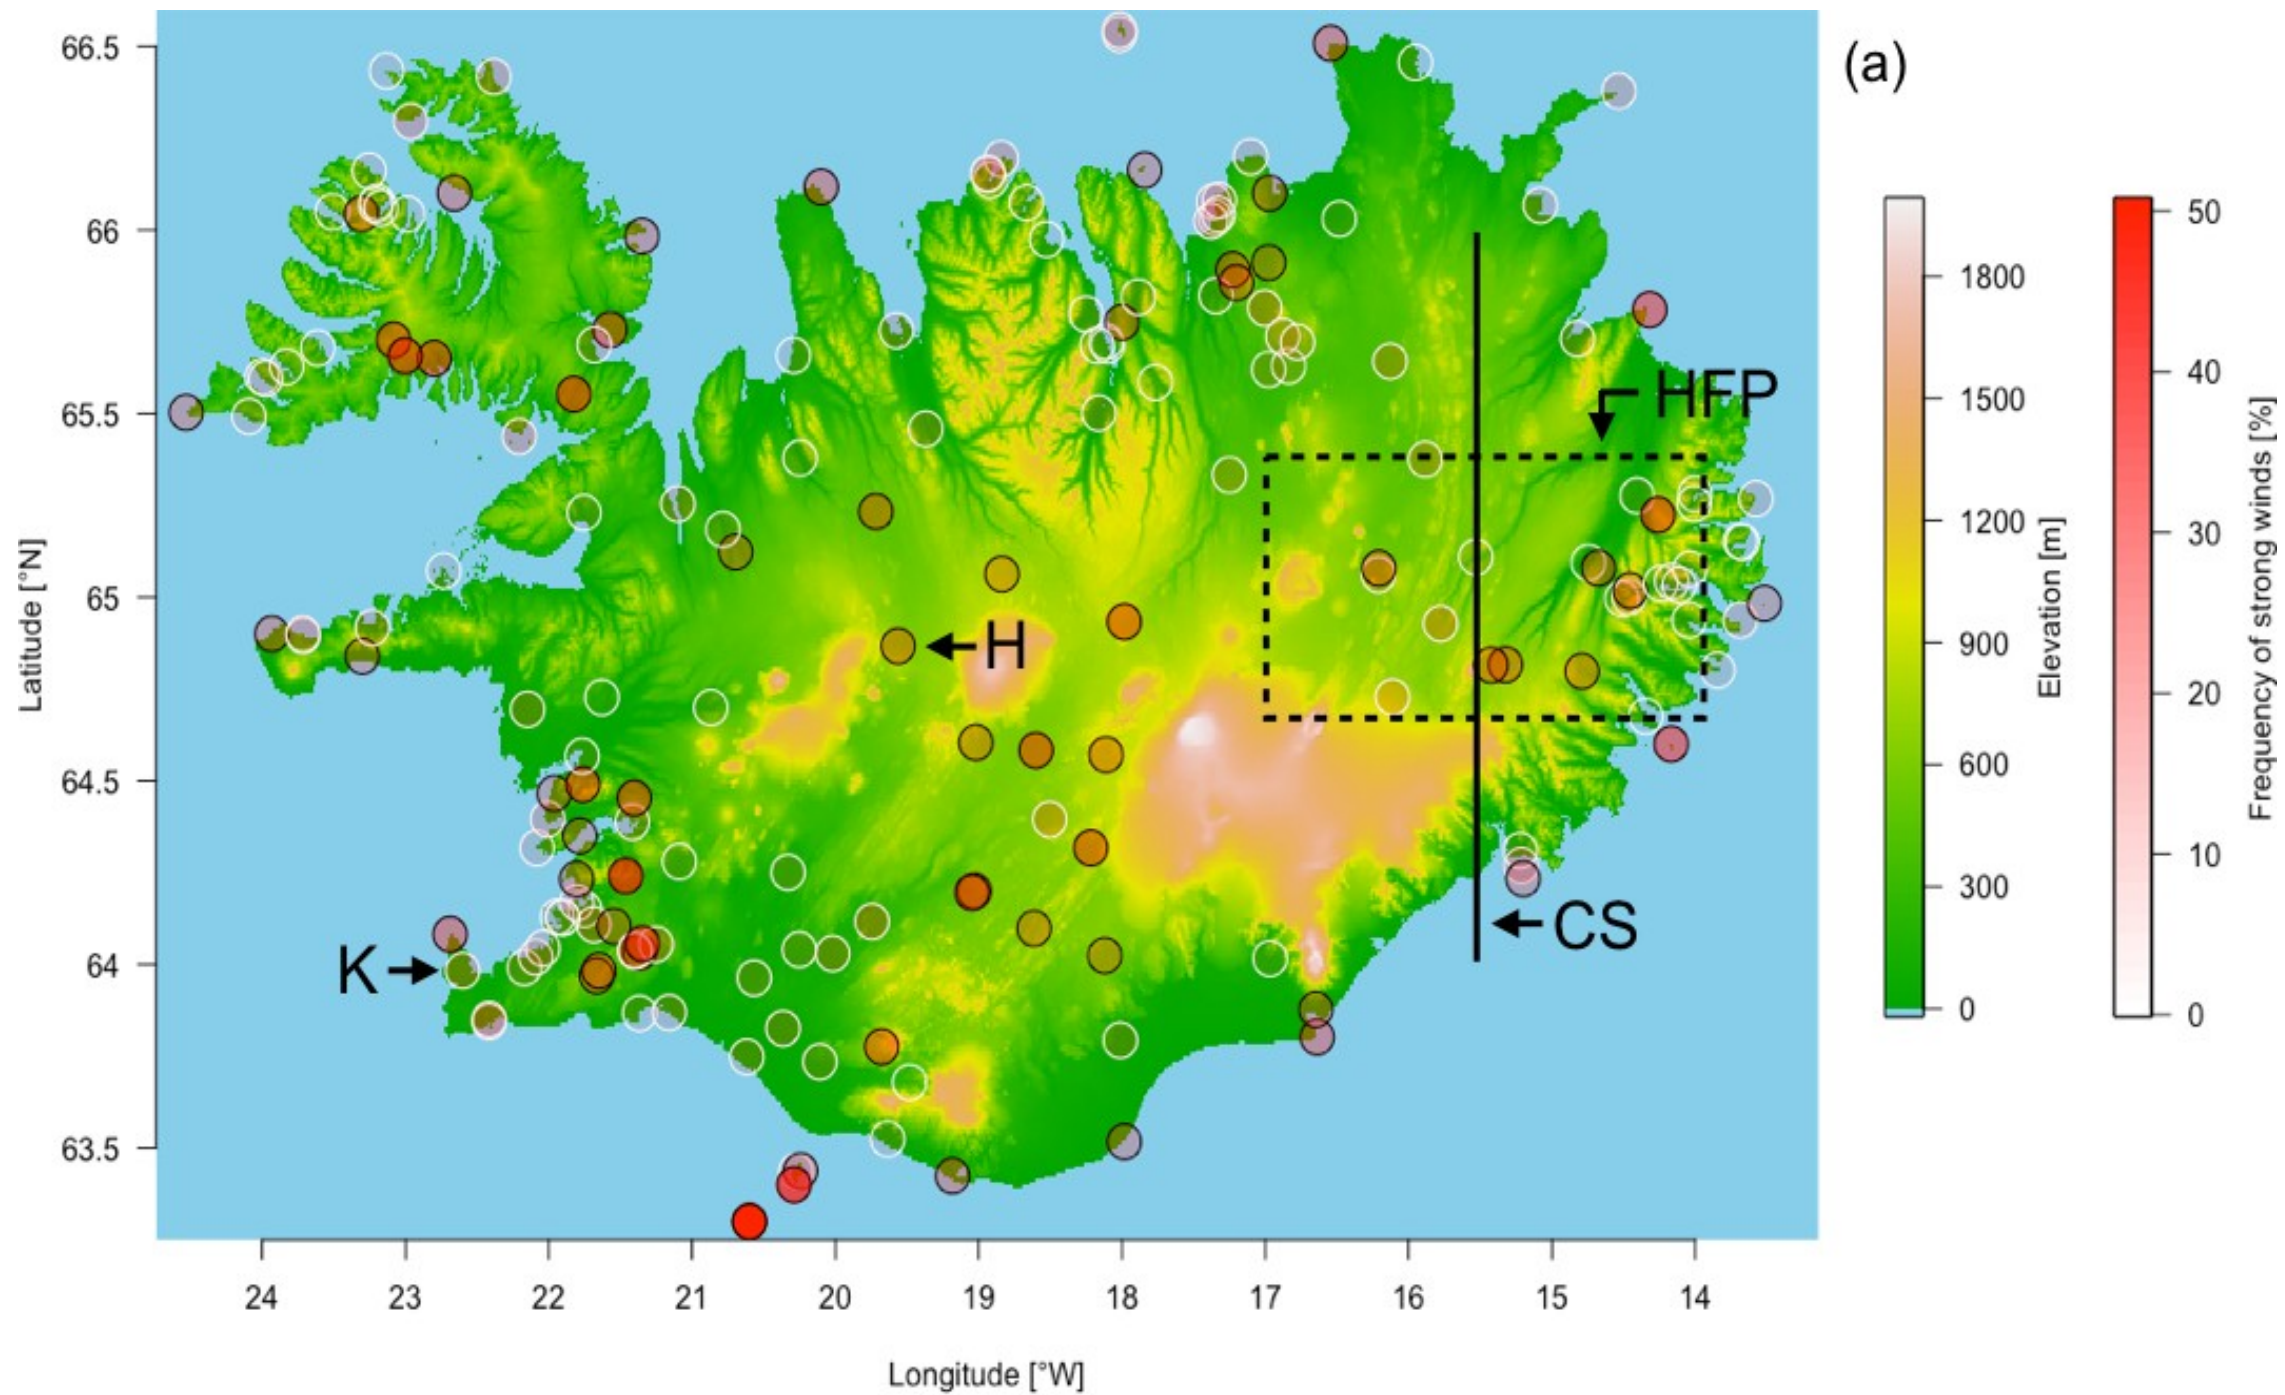 (a)
66.5
66
65.5
65
64.5
64
63.5
Latitude [°N]
HFP
H
K
CS
24 23 22 21 20 19 18 17 16 15 14
Longitude [°W]
1800
1500
1200
900
600
300
0
Elevation [m]
50
40
30
20
10
0
Frequency of strong winds [%]